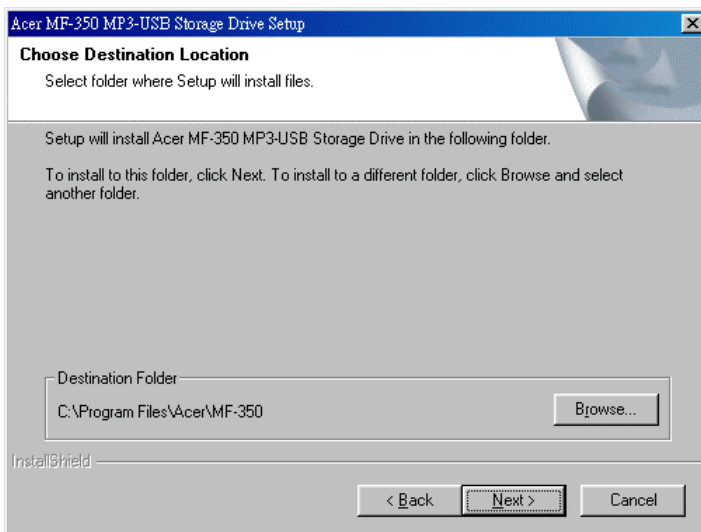 Acer MF-350 MP3-USB Storage Drive Setup
Choose Destination Location
Select folder where Setup will install files.
Setup will install Acer MF-350 MP3-USB Storage Drive in the following folder.
To install to this folder, click Next. To install to a different folder, click Browse and select
another folder.
Destination Folder
C:\Program Files\Acer\MF-350
Browse...
InstallShield
< Back
Next >
Cancel